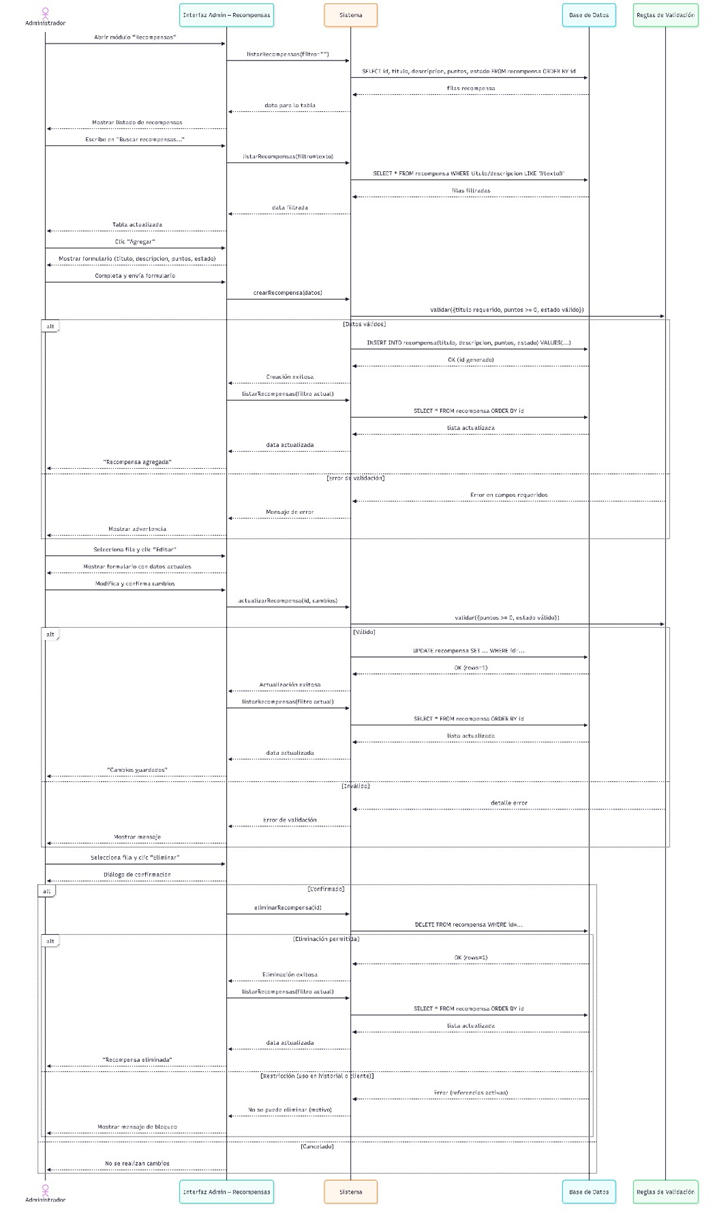 Administrador
Interfaz Admin – Recompensas
Sistema
Base de Datos
Reglas de Validación
Abrir módulo "Recompensas"
listarRecompensas(filtro="")
SELECT id, titulo, descripcion, puntos, estado FROM recompensa ORDER BY id
filas recompensa
data para la tabla
Mostrar listado de recompensas
Escribe en "Buscar recompensas..."
listarRecompensas(filtro=texto)
SELECT * FROM recompensa WHERE titulo/descripcion LIKE '%texto%'
filas filtradas
data filtrada
Tabla actualizada
Clic "Agregar"
Mostrar formulario (título, descripcion, puntos, estado)
Completa y envía formulario
crearRecompensa(datos)
validar({título requerido, puntos >= 0, estado válido})
alt
[Datos válidos]
INSERT INTO recompensa(titulo, descripcion, puntos, estado) VALUES(...)
OK (id generado)
Creación exitosa
listarRecompensas(filtro actual)
SELECT * FROM recompensa ORDER BY id
lista actualizada
data actualizada
"Recompensa agregada"
[Error de validación]
Error en campos requeridos
Mensaje de error
Mostrar advertencia
Selecciona fila y clic "Editar"
Mostrar formulario con datos actuales
Modifica y confirma cambios
actualizarRecompensa(id, cambios)
validar({puntos >= 0, estado válido})
alt
[Válido]
UPDATE recompensa SET ... WHERE id=...
OK (rows=1)
Actualización exitosa
listarRecompensas(filtro actual)
SELECT * FROM recompensa ORDER BY id
lista actualizada
data actualizada
"Cambios guardados"
[Inválido]
detalle error
Error de validación
Mostrar mensaje
Selecciona fila y clic "Eliminar"
Diálogo de confirmación
alt
[Confirmado]
eliminarRecompensa(id)
DELETE FROM recompensa WHERE id=...
alt
[Eliminación permitida]
OK (rows=1)
Eliminación exitosa
listarRecompensas(filtro actual)
SELECT * FROM recompensa ORDER BY id
lista actualizada
data actualizada
"Recompensa eliminada"
[Restricción (uso en historial o cliente)]
Error (referencias activas)
No se puede eliminar (motivo)
Mostrar mensaje de bloqueo
[Cancelado]
No se realizan cambios
Administrador
Interfaz Admin – Recompensas
Sistema
Base de Datos
Reglas de Validación